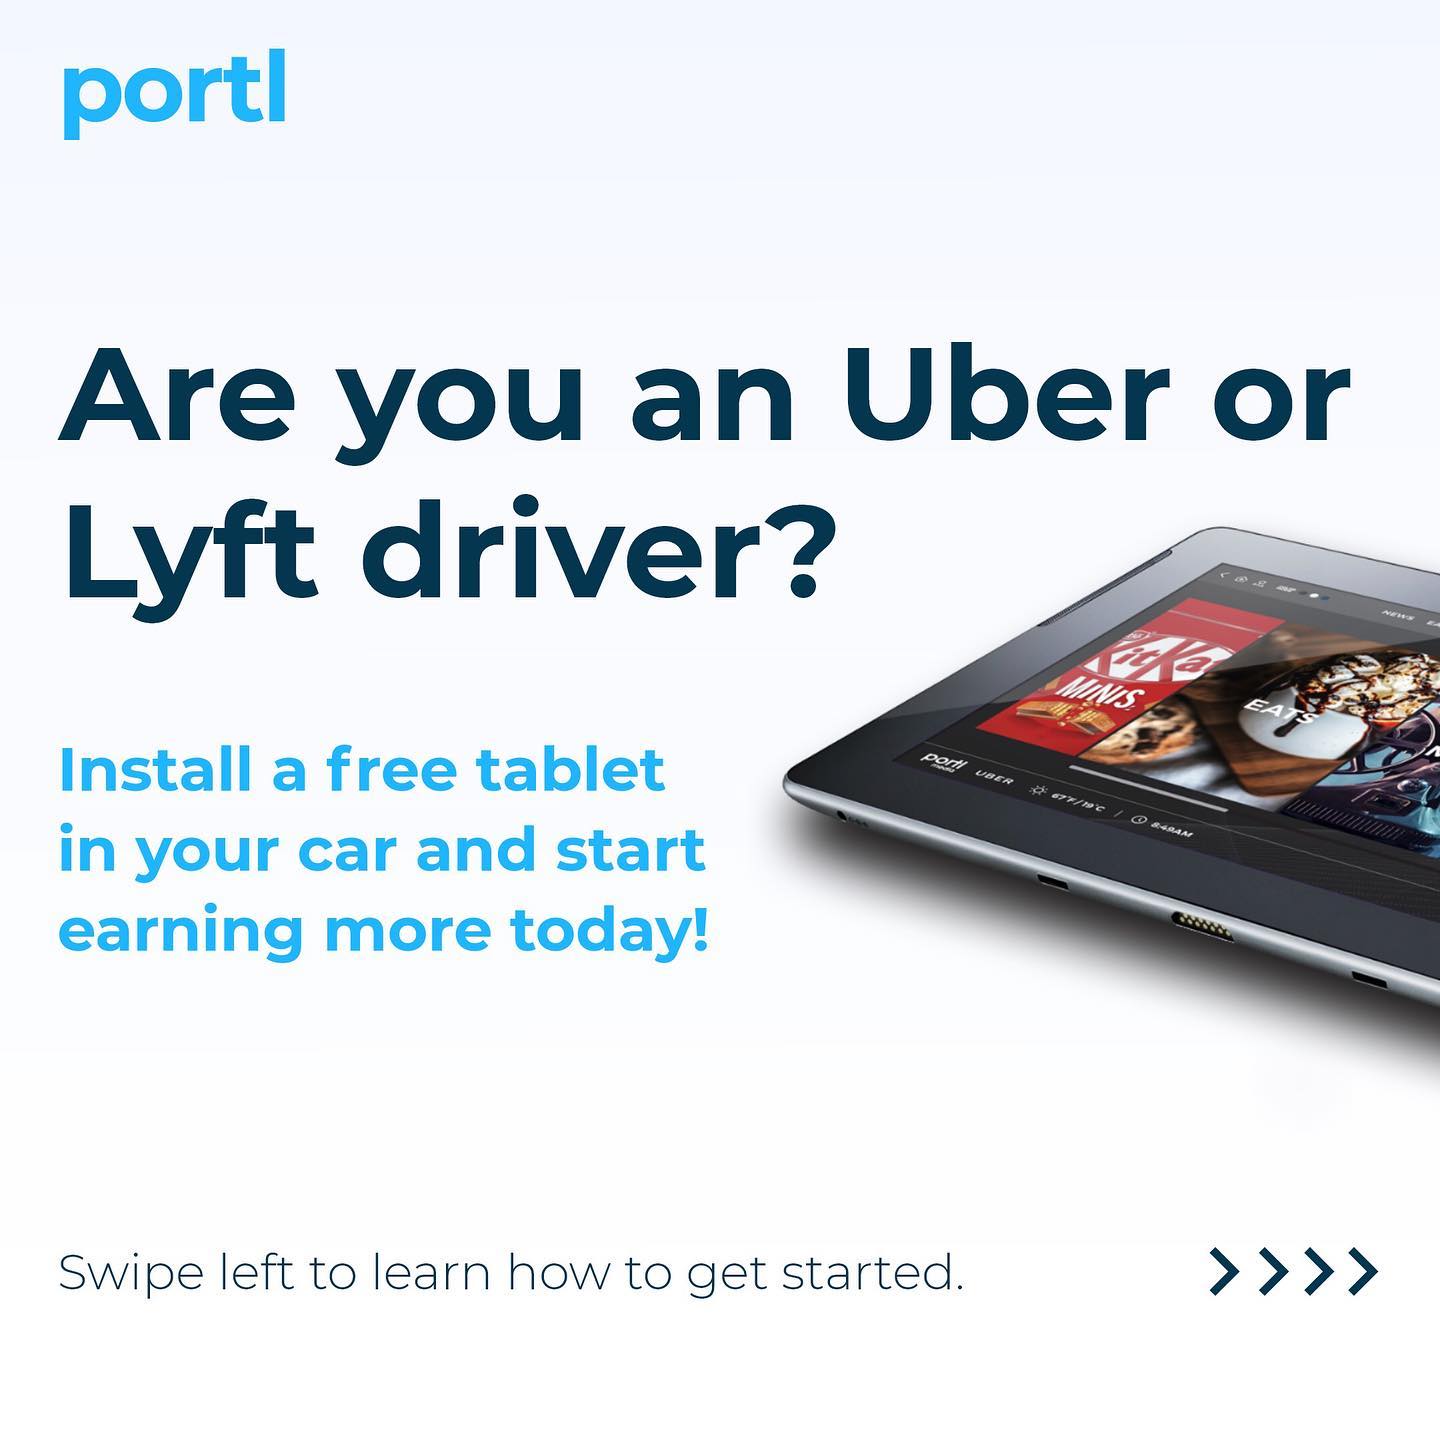 portl
Are you an Uber or
Lyft driver?
Install a free tablet
in your car and start
earning more today!
NEWS
KitKat
MINIS
EATS
portl
media
UBER
67°F/19°C
8:49AM
Swipe left to learn how to get started.